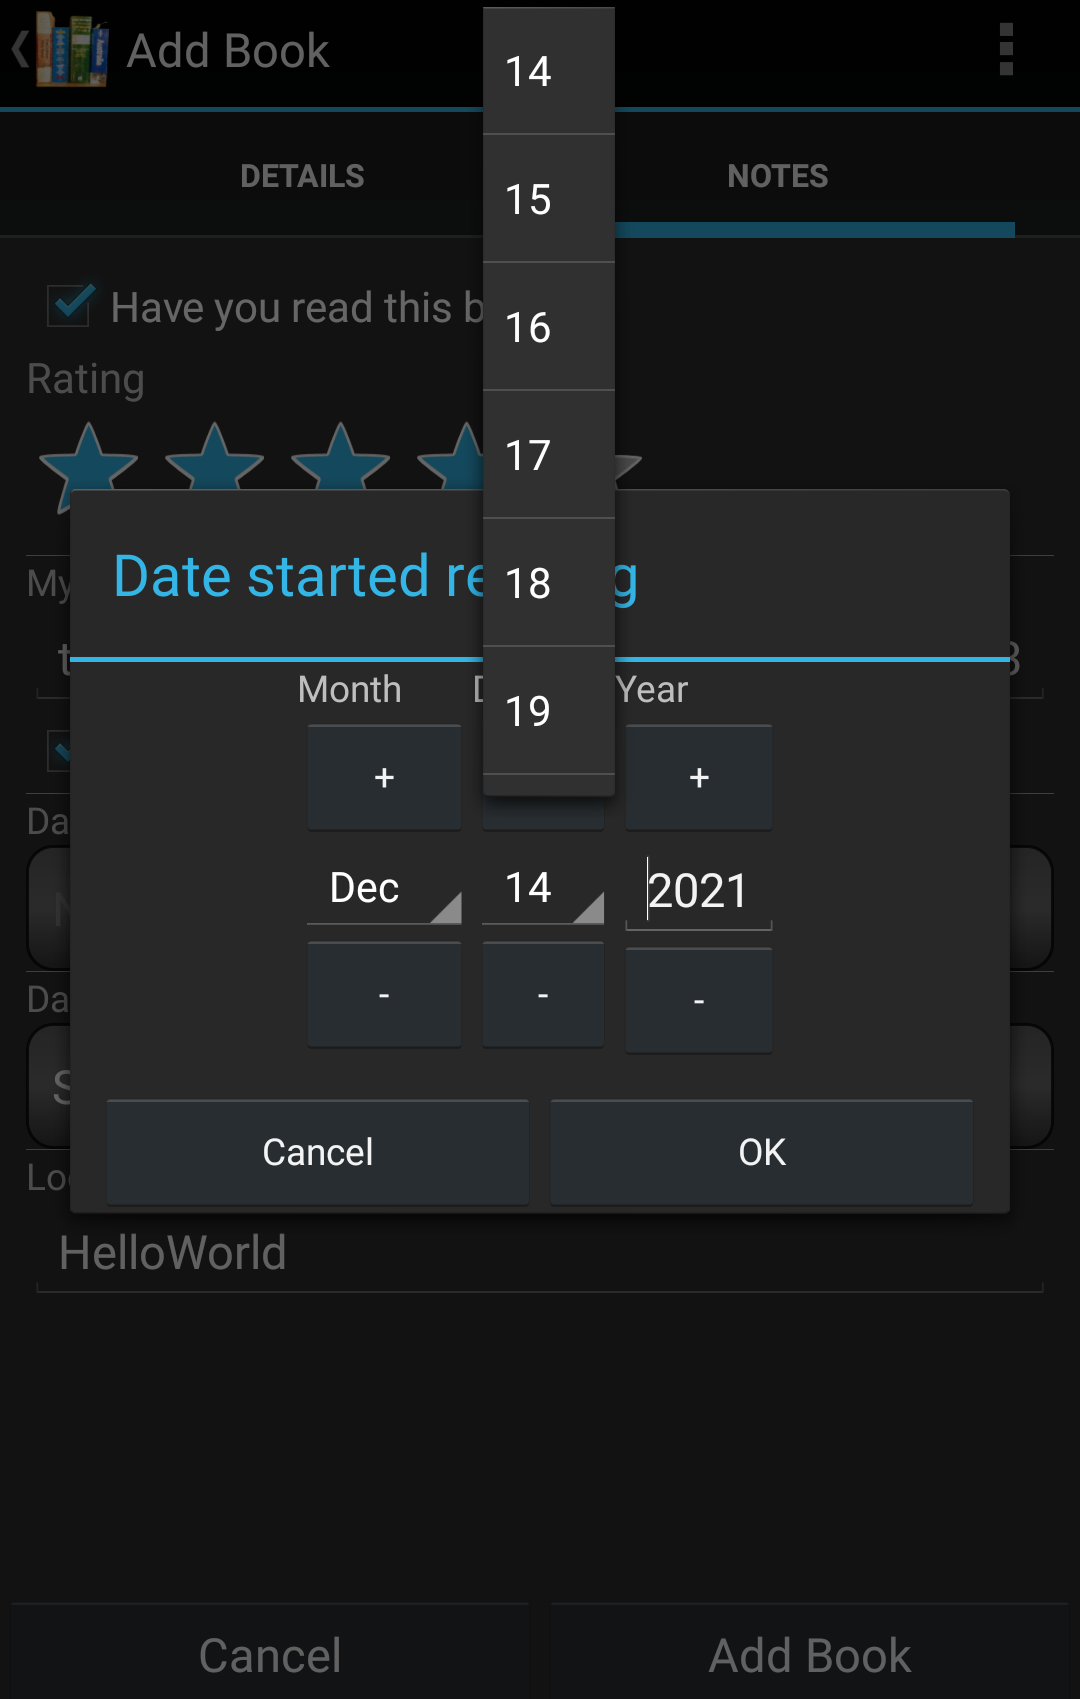 Add Book
DETAILS NOTES
Have you read this b
Rating
14
15
16
17
18
19
Date started re g
My
Month Year
+ +
Da
Dec 14 2021
- - -
Da
S
Cancel OK
Lo
HelloWorld
Cancel Add Book